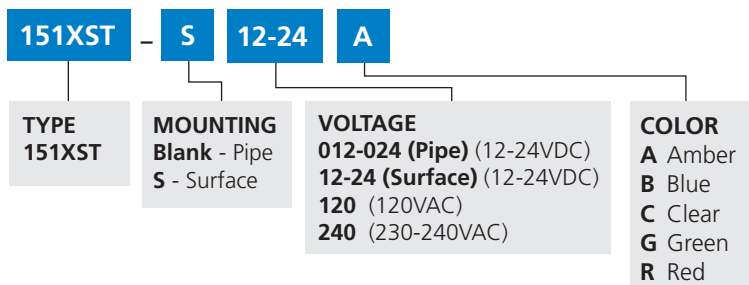 151XST – S 12-24 A
TYPE
151XST
MOUNTING
Blank - Pipe
S - Surface
VOLTAGE
012-024 (Pipe) (12-24VDC)
12-24 (Surface) (12-24VDC)
120 (120VAC)
240 (230-240VAC)
COLOR
A Amber
B Blue
C Clear
G Green
R Red